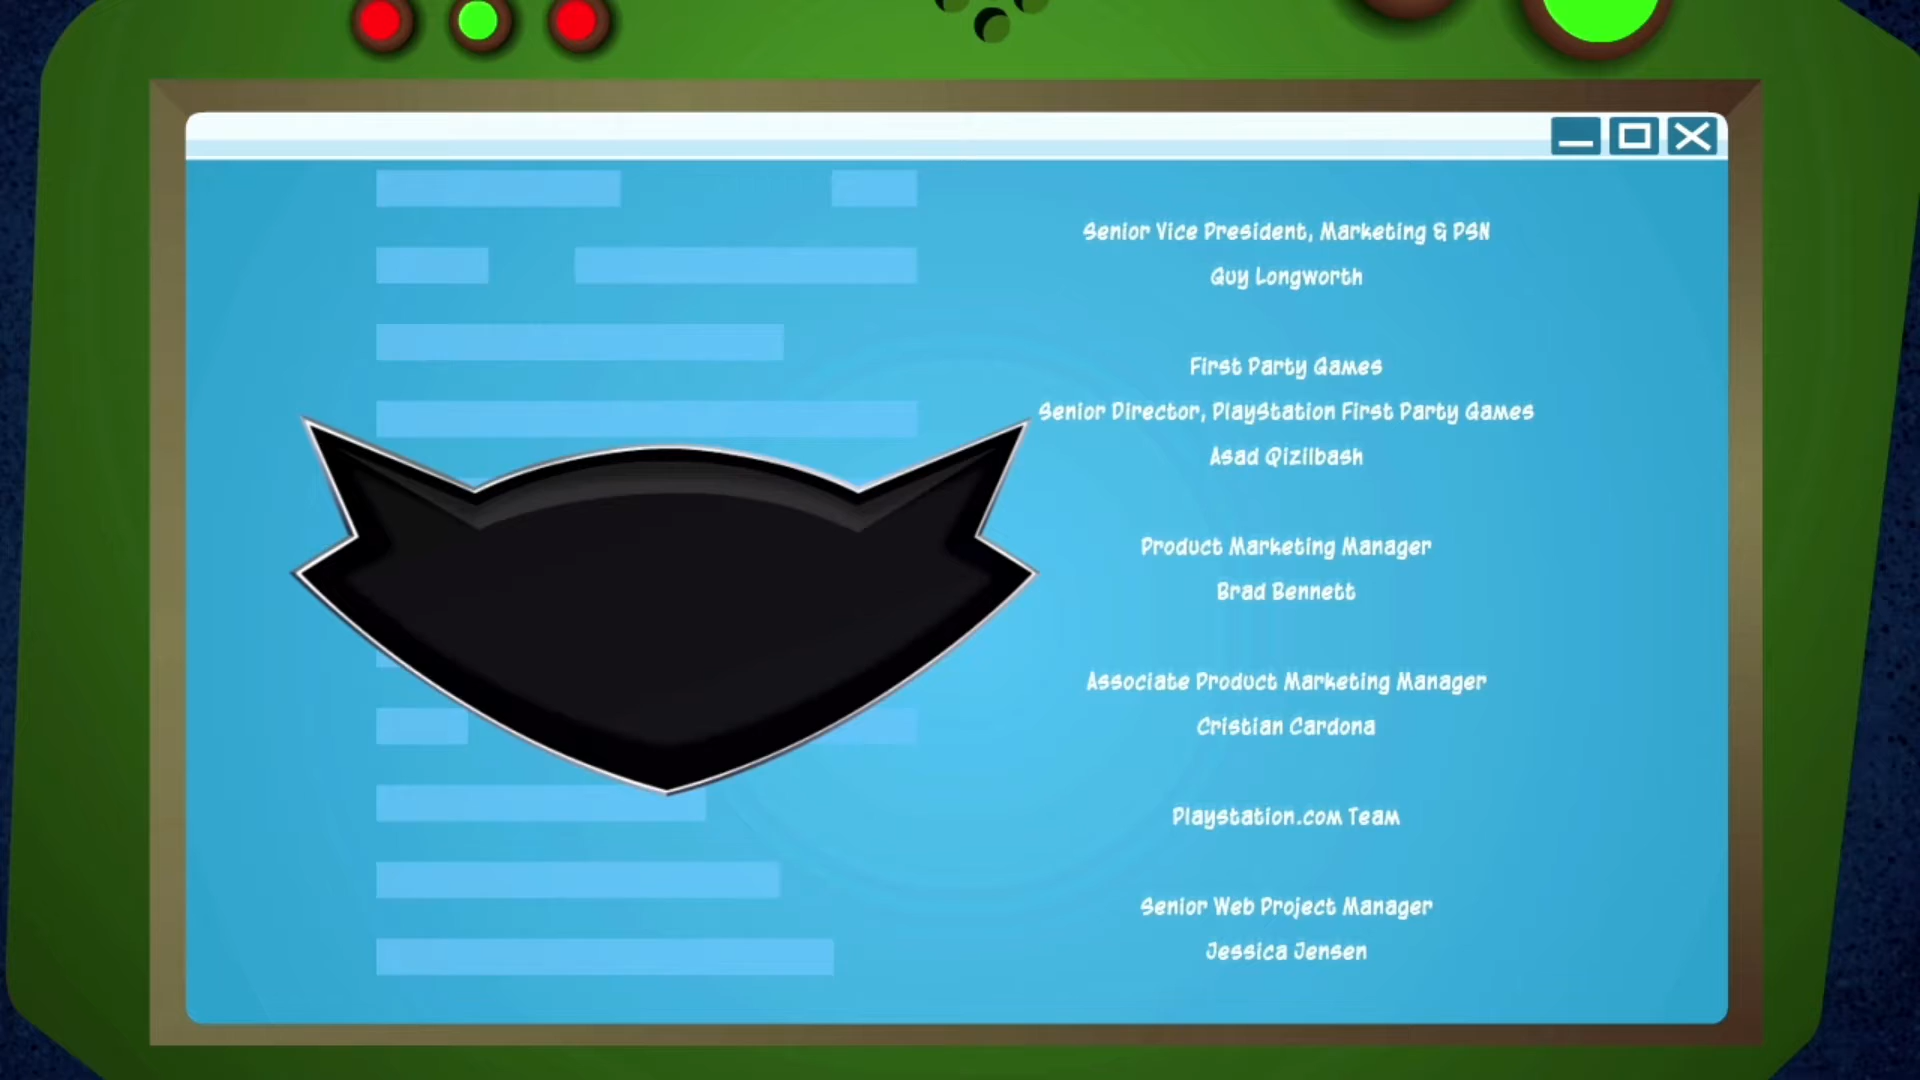 Senior Vice President, Marketing & PSN
Guy Longworth
First Party Games
Senior Director, PlayStation First Party Games
Asad Qizilbash
Product Marketing Manager
Brad Bennett
Associate Product Marketing Manager
Cristian Cardona
Playstation.com Team
Senior Web Project Manager
Jessica Jensen